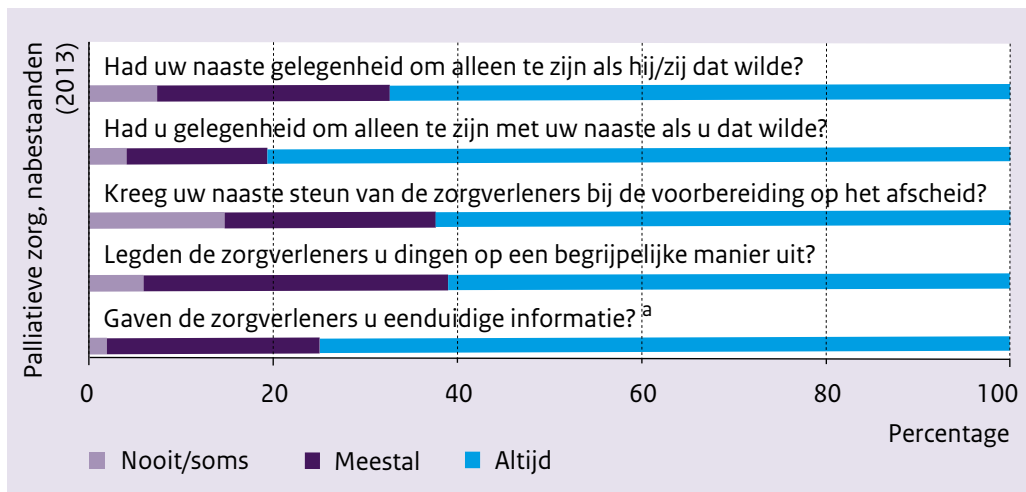 Palliatieve zorg, nabestaanden
(2013)
Had uw naaste gelegenheid om alleen te zijn als hij/zij dat wilde?
Had u gelegenheid om alleen te zijn met uw naaste als u dat wilde?
Kreeg uw naaste steun van de zorgverleners bij de voorbereiding op het afscheid?
Legden de zorgverleners u dingen op een begrijpelijke manier uit?
Gaven de zorgverleners u eenduidige informatie? a
0 20 40 60 80 100
Percentage
Nooit/soms Meestal Altijd